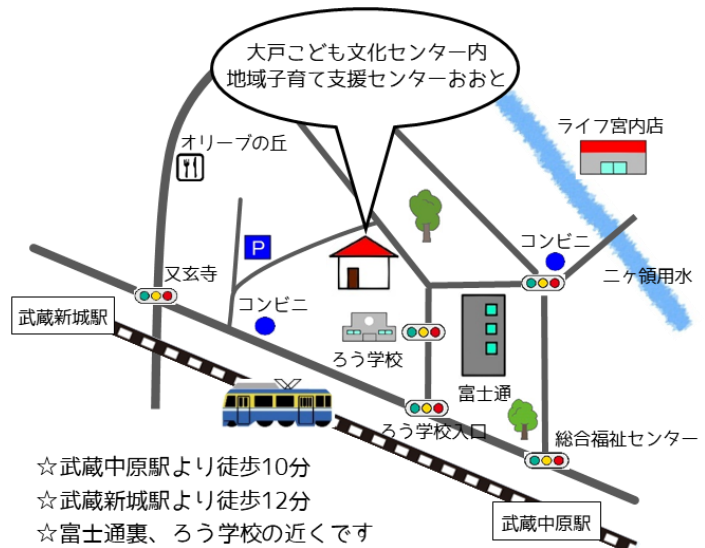 大戸こども文化センター内
地域子育て支援センターおおと
ライフ宮内店
オリーブの丘
P
コンビニ
又玄寺
二ヶ領用水
コンビニ
武蔵新城駅
ろう学校
富士通
ろう学校入口
総合福祉センター
☆武蔵中原駅より徒歩10分
☆武蔵新城駅より徒歩12分
武蔵中原駅
☆富士通裏、ろう学校の近くです